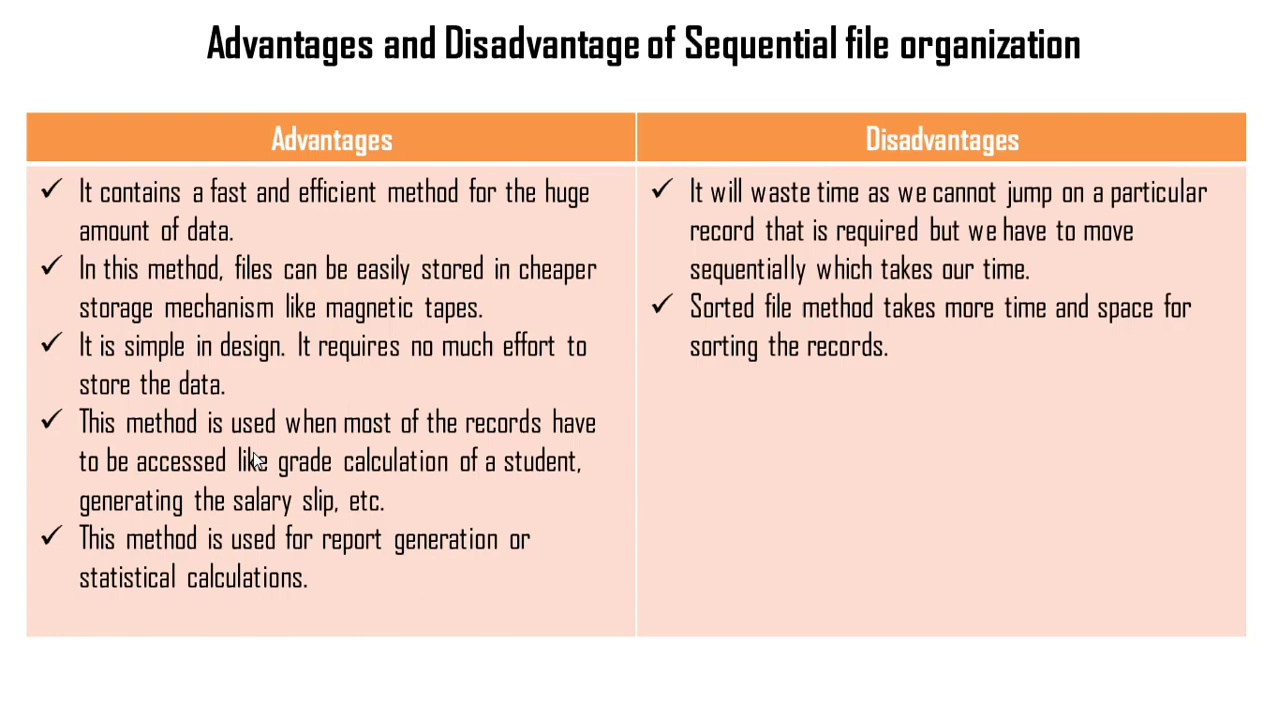 Advantages and Disadvantage of Sequential file organization
Advantages
✓ It contains a fast and efficient method for the huge
amount of data.
✓ In this method, files can be easily stored in cheaper
storage mechanism like magnetic tapes.
✓ It is simple in design. It requires no much effort to
store the data.
✓ This method is used when most of the records have
to be accessed like grade calculation of a student,
generating the salary slip, etc.
✓ This method is used for report generation or
statistical calculations.
Disadvantages
✓ It will waste time as we cannot jump on a particular
record that is required but we have to move
sequentially which takes our time.
✓ Sorted file method takes more time and space for
sorting the records.